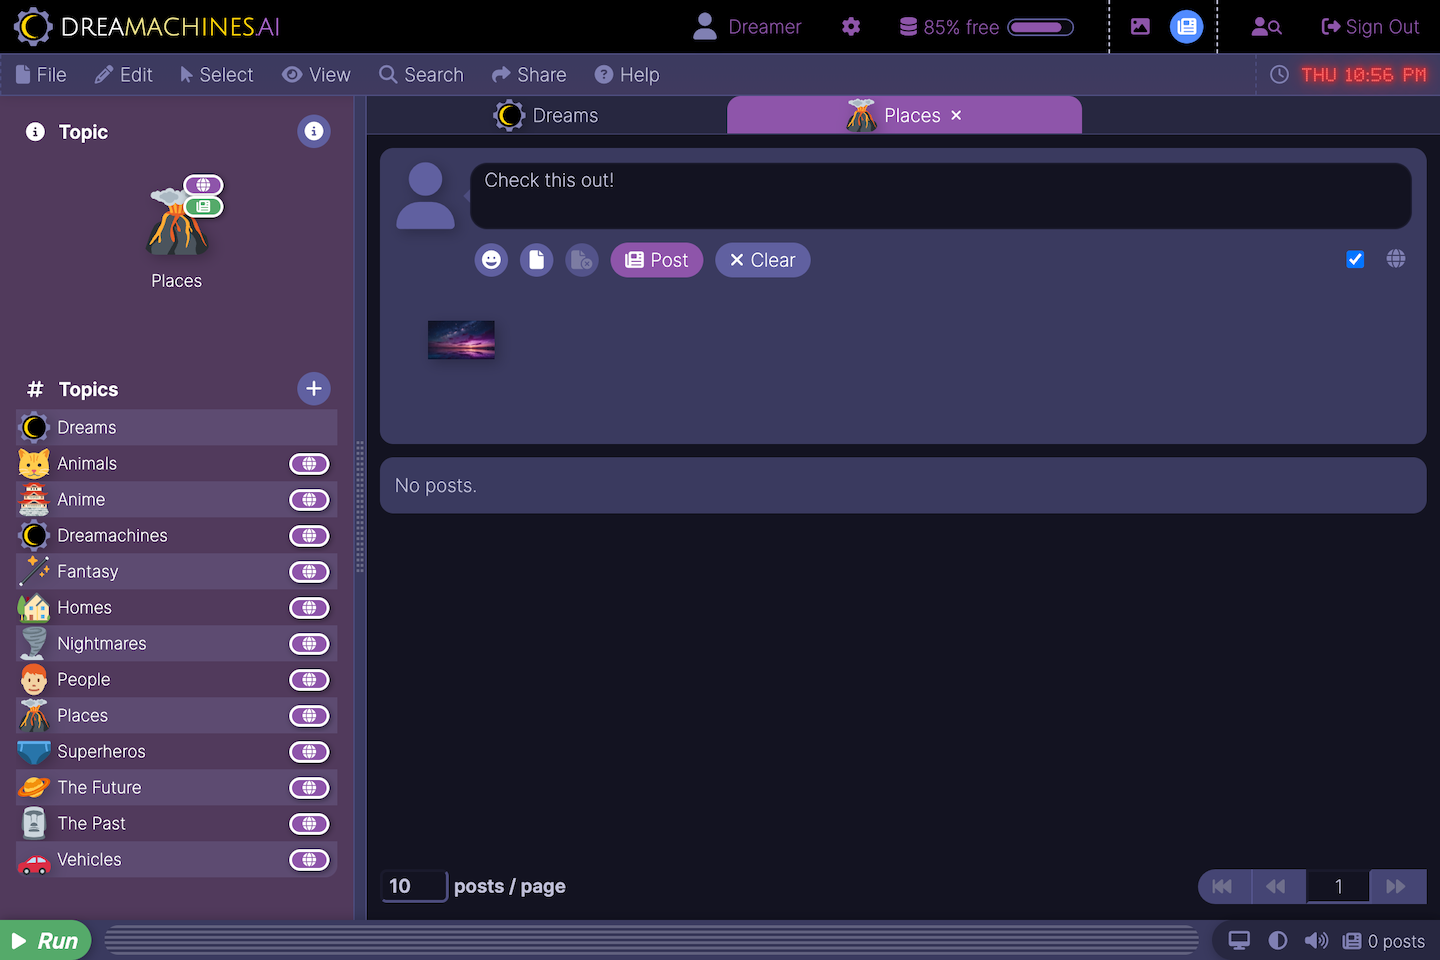 DREAMACHINES.AI
Dreamer
85% free
Sign Out
File
Edit
Select
View
Search
Share
Help
THU 10:56 PM
Topic
Places
Topics
Dreams
Animals
Anime
Dreamachines
Fantasy
Homes
Nightmares
People
Places
Superheros
The Future
The Past
Vehicles
Dreams
Places
Check this out!
Post
Clear
No posts.
10 posts / page
1
Run
0 posts